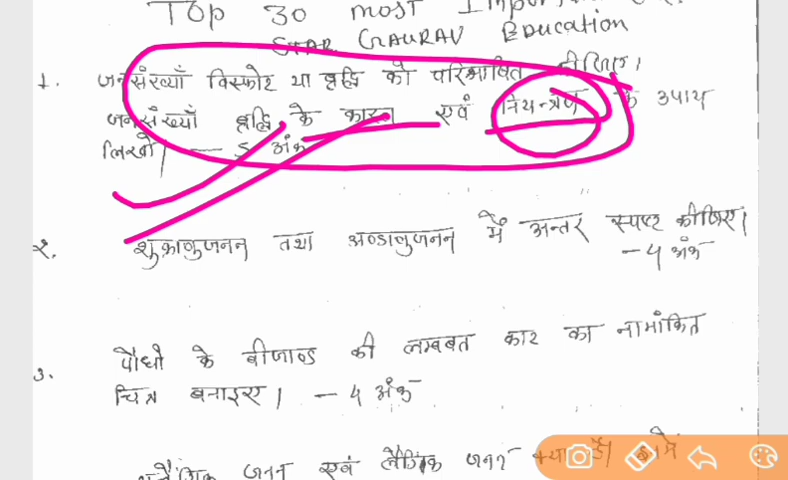 Top 30 most
STAR GAURAV Education
1. जनसंख्याँ विस्फोट या वृद्धि को परिभाषित कीजिए।
जनसंख्याँ वृद्धि के कारन एवं नियन्त्रण के उपाय
लिखो। — 5 अंक
2. शुक्राणुजनन तथा अण्डाणुजनन में अन्तर स्पष्ट कीजिए।
— 4 अंक
3. पौधो के बीजाण्ड की लम्बवत काट का नामांकित
चित्र बनाइए। — 4 अंक
जनन एवं लैंगिक जनन क्या है।